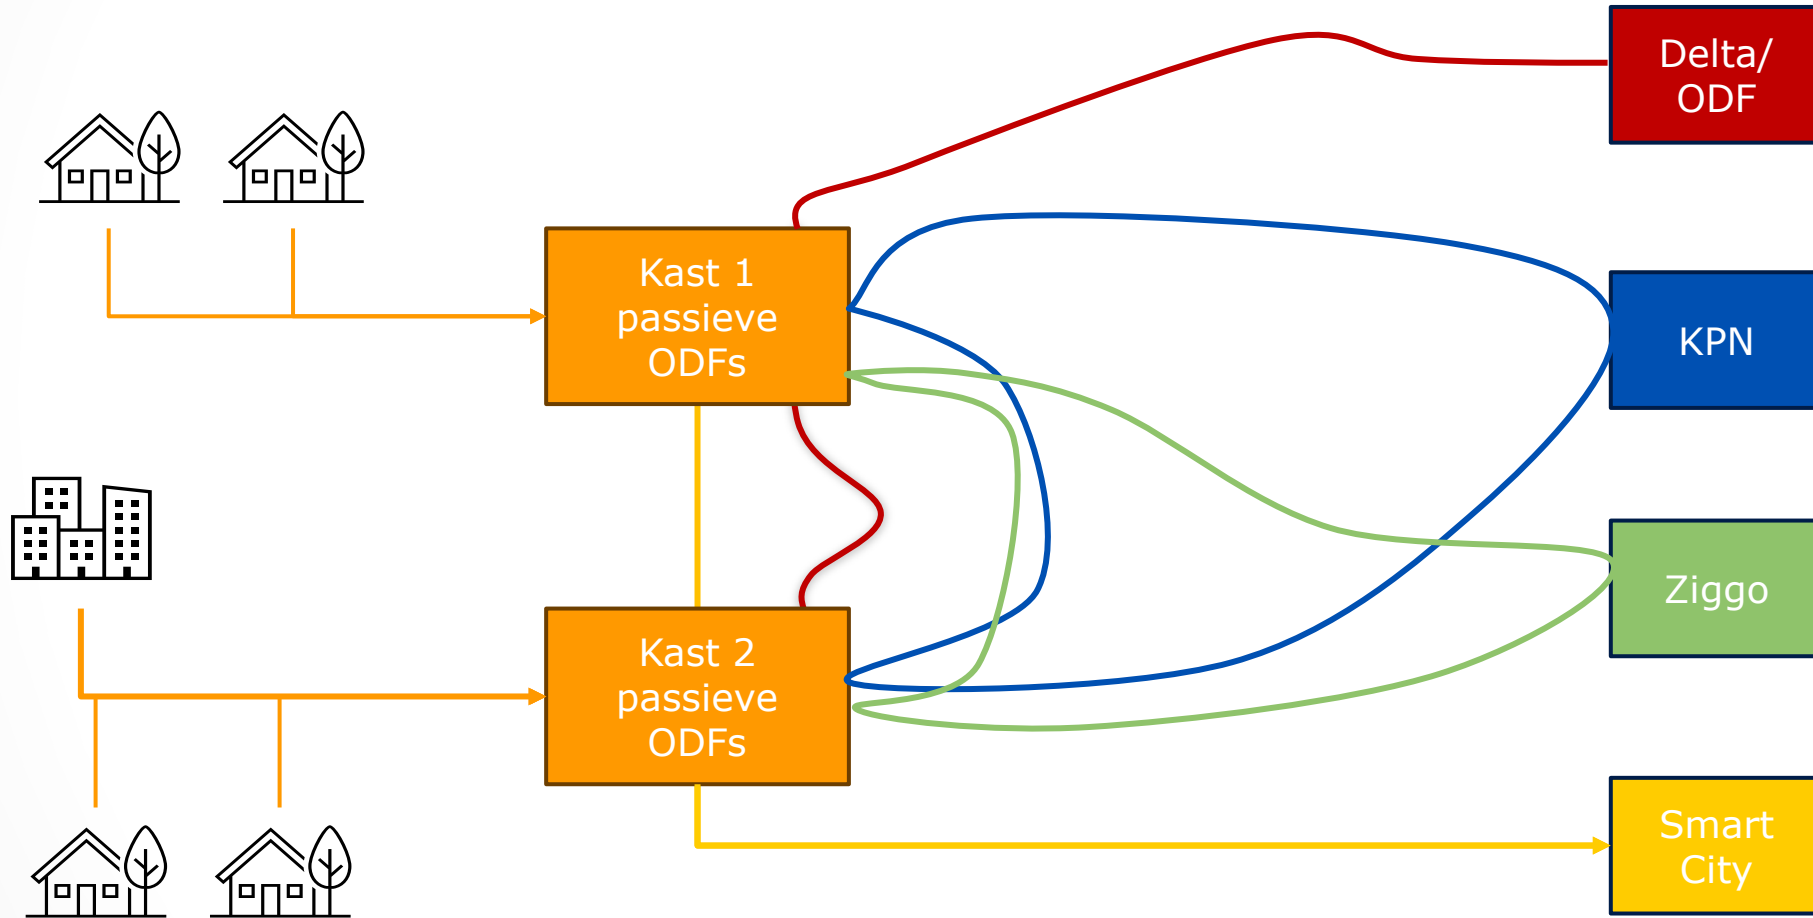 Delta/
ODF
Kast 1
passieve
ODFs
KPN
Ziggo
Kast 2
passieve
ODFs
Smart
City